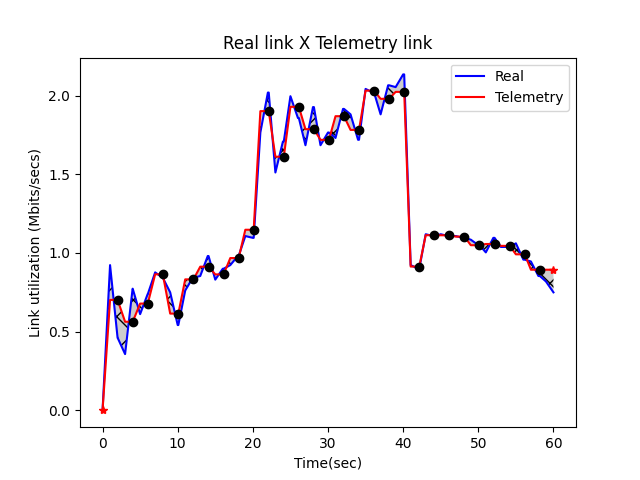 Real link X Telemetry link
Real
Telemetry
Link utilization (Mbits/secs)
2.0
1.5
1.0
0.5
0.0
0 10 20 30 40 50 60
Time(sec)